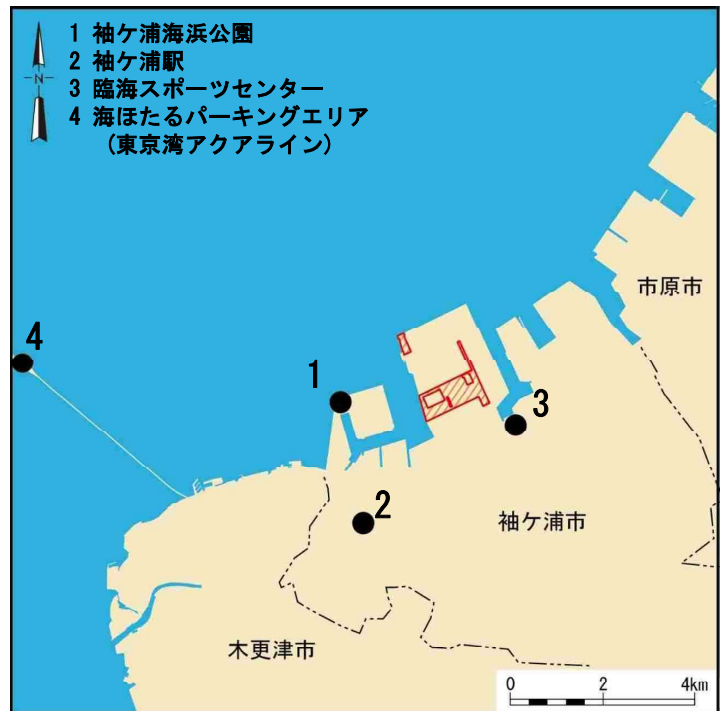 1 袖ケ浦海浜公園
2 袖ケ浦駅
3 臨海スポーツセンター
4 海ほたるパーキングエリア
(東京湾アクアライン)
N
市原市
4
1
3
2
袖ケ浦市
木更津市
0 2 4km